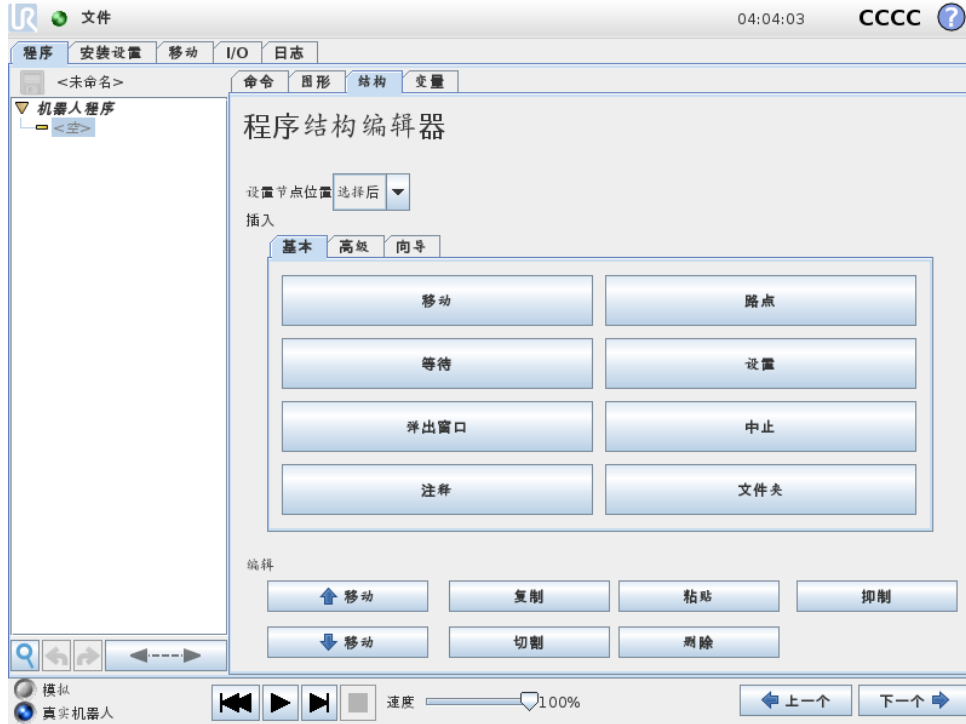 UR 文件 04:04:03 CCCC ?
程序 安装设置 移动 I/O 日志
<未命名> 命令 图形 结构 变量
机器人程序
<空>
程序结构编辑器
设置节点位置 选择后
插入
基本 高级 向导
移动 路点
等待 设置
弹出窗口 中止
注释 文件夹
编辑
移动 复制 粘贴 抑制
移动 切割 删除
模拟
真实机器人
速度 100% 上一个 下一个